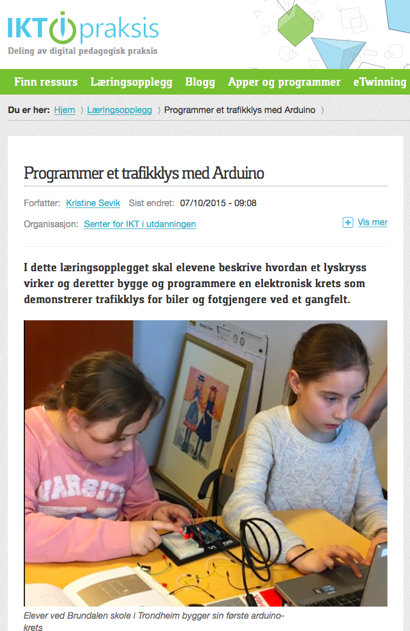 IKT i praksis
Deling av digital pedagogisk praksis
Finn ressurs Læringsopplegg Blogg Apper og programmer eTwinning
Du er her: Hjem Læringsopplegg Programmer et trafikklys med Arduino
Programmer et trafikklys med Arduino
Forfatter: Kristine Sevik Sist endret: 07/10/2015 - 09:08
Organisasjon: Senter for IKT i utdanningen Vis mer
I dette læringsopplegget skal elevene beskrive hvordan et lyskryss
virker og deretter bygge og programmere en elektronisk krets som
demonstrerer trafikklys for biler og fotgjengere ved et gangfelt.
VARSITY
Elever ved Brundalen skole i Trondheim bygger sin første arduino-
krets